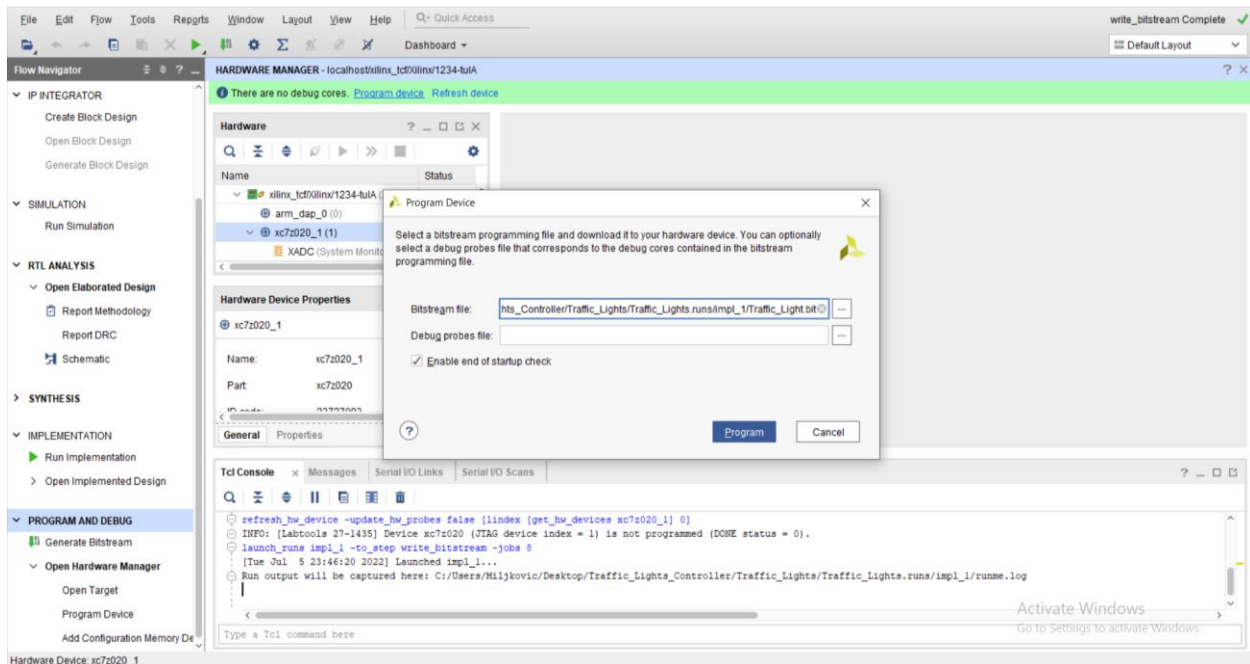 File Edit Flow Tools Reports Window Layout View Help Quick Access write_bitstream Complete
Dashboard Default Layout
Flow Navigator
HARDWARE MANAGER - localhost/xilinx_tcf/Xilinx/1234-tulA
There are no debug cores. Program device Refresh device
IP INTEGRATOR
Create Block Design
Open Block Design
Generate Block Design
SIMULATION
Run Simulation
RTL ANALYSIS
Open Elaborated Design
Report Methodology
Report DRC
Schematic
SYNTHESIS
IMPLEMENTATION
Run Implementation
Open Implemented Design
PROGRAM AND DEBUG
Generate Bitstream
Open Hardware Manager
Open Target
Program Device
Add Configuration Memory De
Hardware
Name Status
xilinx_tcf/Xilinx/1234-tulA
arm_dap_0 (0)
xc7z020_1 (1)
XADC (System Monito
Hardware Device Properties
xc7z020_1
Name: xc7z020_1
Part: xc7z020
General Properties
Program Device
Select a bitstream programming file and download it to your hardware device. You can optionally
select a debug probes file that corresponds to the debug cores contained in the bitstream
programming file.
Bitstream file: hts_Controller/Traffic_Lights/Traffic_Lights.runs/impl_1/Traffic_Light.bit
Debug probes file:
Enable end of startup check
Program Cancel
Tcl Console Messages Serial I/O Links Serial I/O Scans
refresh_hw_device -update_hw_probes false [lindex [get_hw_devices xc7z020_1] 0]
INFO: [Labtools 27-1435] Device xc7z020 (JTAG device index = 1) is not programmed (DONE status = 0).
launch_runs impl_1 -to_step write_bitstream -jobs 8
[Tue Jul 5 23:46:20 2022] Launched impl_1...
Run output will be captured here: C:/Users/Miljkovic/Desktop/Traffic_Lights_Controller/Traffic_Lights/Traffic_Lights.runs/impl_1/runme.log
Type a Tcl command here
Activate Windows
Go to Settings to activate Windows.
Hardware Device: xc7z020_1